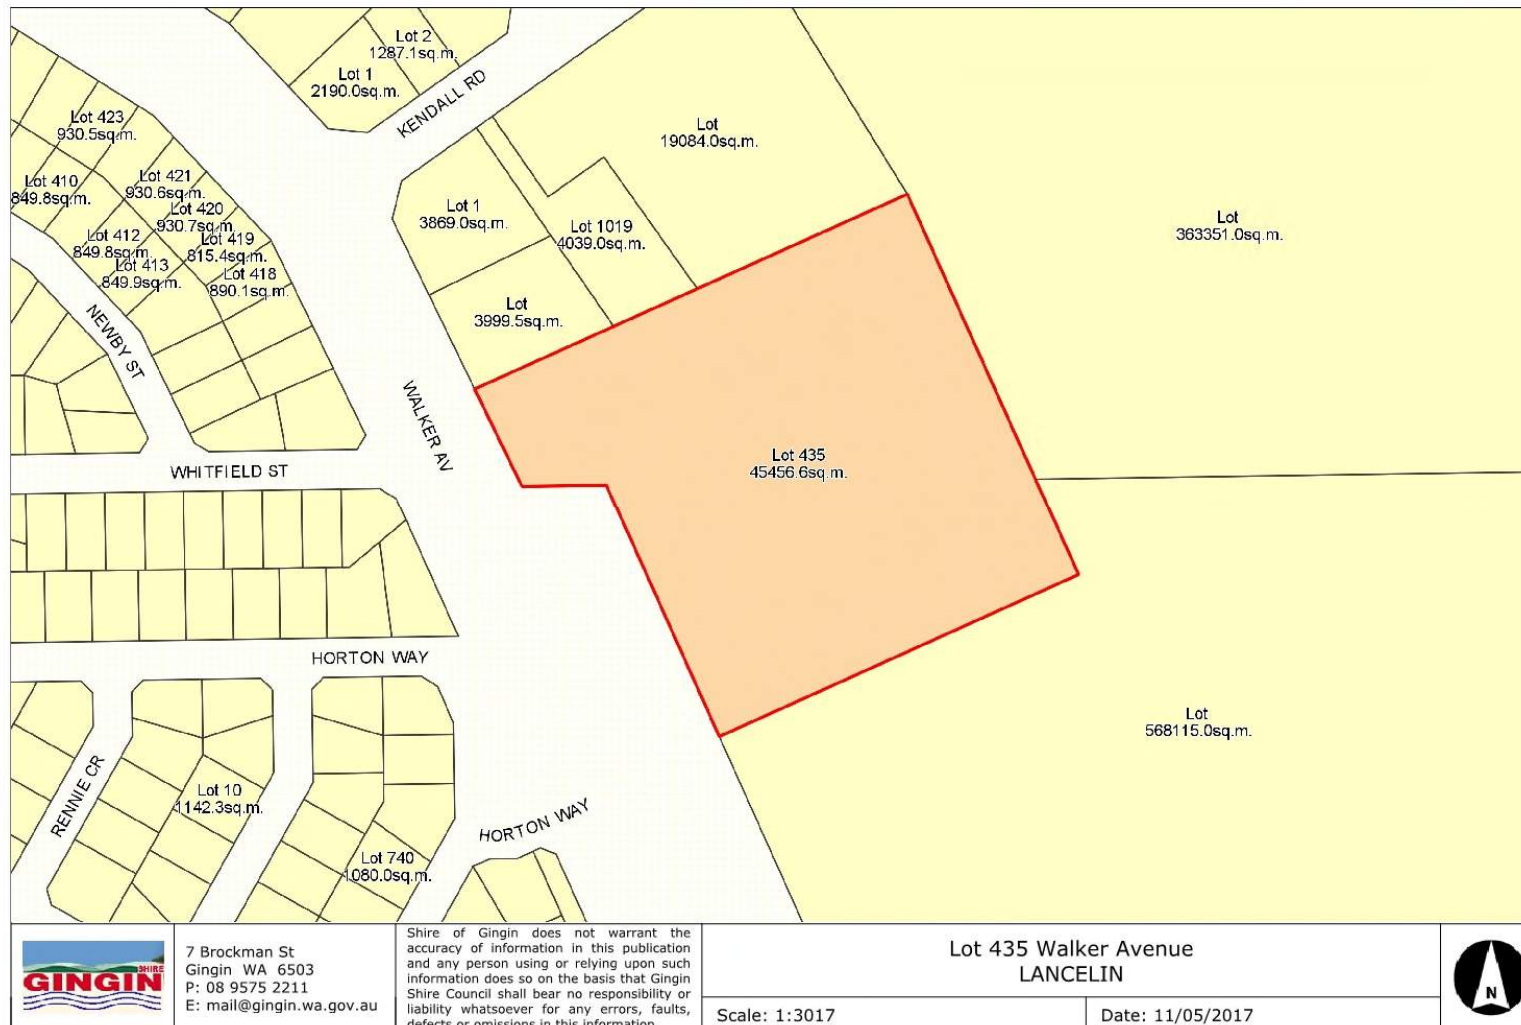 Lot 2
1287.1sq.m.
Lot 1
2190.0sq.m.
KENDALL RD
Lot 423
930.5sq.m.
Lot
19084.0sq.m.
Lot 421
930.6sq.m.
Lot 410
849.8sq.m.
Lot 420
930.7sq.m.
Lot 1
3869.0sq.m.
Lot 1019
4039.0sq.m.
Lot
363351.0sq.m.
Lot 412
849.8sq.m.
Lot 419
815.4sq.m.
Lot 413
849.9sq.m.
Lot 418
890.1sq.m.
Lot
3999.5sq.m.
NEWBY ST
WALKER AV
Lot 435
45456.6sq.m.
WHITFIELD ST
HORTON WAY
Lot
568115.0sq.m.
RENNIE CR
Lot 10
1142.3sq.m.
HORTON WAY
Lot 740
1080.0sq.m.
SHIRE
GINGIN
7 Brockman St
Gingin WA 6503
P: 08 9575 2211
E: mail@gingin.wa.gov.au
Shire of Gingin does not warrant the
accuracy of information in this publication
and any person using or relying upon such
information does so on the basis that Gingin
Shire Council shall bear no responsibility or
liability whatsoever for any errors, faults,
defects or omissions in this information
Lot 435 Walker Avenue
LANCELIN
Scale: 1:3017
Date: 11/05/2017
N